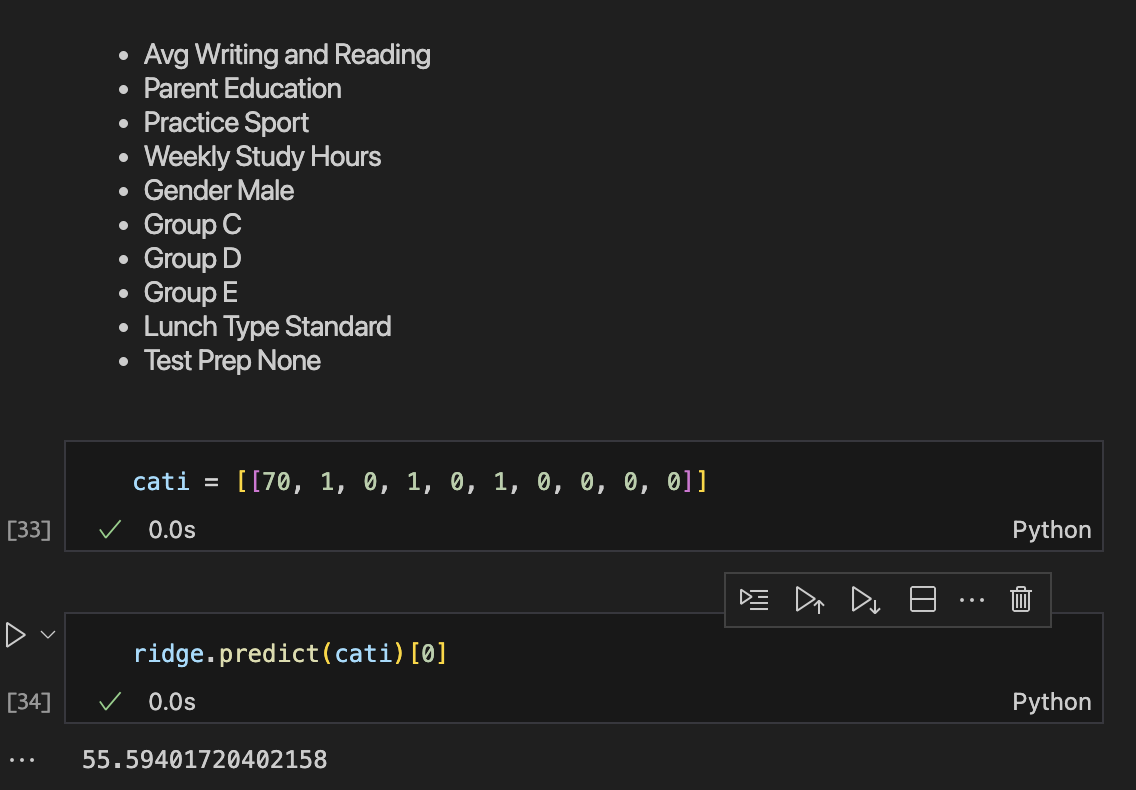 • Avg Writing and Reading
• Parent Education
• Practice Sport
• Weekly Study Hours
• Gender Male
• Group C
• Group D
• Group E
• Lunch Type Standard
• Test Prep None
cati = [[70, 1, 0, 1, 0, 1, 0, 0, 0, 0]]
[33] ✓ 0.0s Python
ridge.predict(cati)[0]
[34] ✓ 0.0s Python
... 55.59401720402158